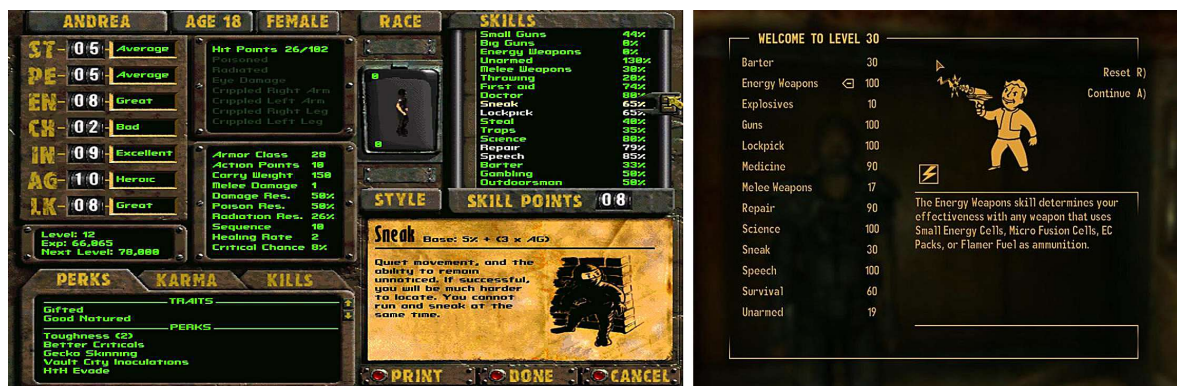 ANDREA
AGE 18
FEMALE
RACE
SKILLS
ST- 05 Average
PE- 05 Average
EN- 08 Great
CH- 02 Bad
IN- 09 Excellent
AG- 10 Heroic
LK- 08 Great
Hit Points 26/102
Poisoned
Radiated
Eye Damage
Crippled Right Arm
Crippled Left Arm
Crippled Right Leg
Crippled Left Leg
Armor Class 28
Action Points 10
Carry Weight 150
Melee Damage 1
Damage Res. 50%
Poison Res. 50%
Radiation Res. 26%
Sequence 10
Healing Rate 2
Critical Chance 8%
Level: 12
Exp: 66,065
Next Level: 78,000
PERKS
KARMA
KILLS
TRAITS
Gifted
Good Natured
PERKS
Toughness (2)
Better Criticals
Gecko Skinning
Vault City Inoculations
HtH Evade
0
0
STYLE
Small Guns 44%
Big Guns 0%
Energy Weapons 0%
Unarmed 130%
Melee Weapons 30%
Throwing 20%
First aid 74%
Doctor 80%
Sneak 65%
Lockpick 65%
Steal 40%
Traps 35%
Science 80%
Repair 79%
Speech 85%
Barter 33%
Gambling 50%
Outdoorsman 50%
SKILL POINTS 08
Sneak Base: 5% + (3 x AG)
Quiet movement, and the
ability to remain
unnoticed. If successful,
you will be much harder
to locate. You cannot
run and sneak at the
same time.
PRINT
DONE
CANCEL
WELCOME TO LEVEL 30
Barter 30
Energy Weapons 100
Explosives 10
Guns 100
Lockpick 100
Medicine 90
Melee Weapons 17
Repair 90
Science 100
Sneak 30
Speech 100
Survival 60
Unarmed 19
Reset R)
Continue A)
The Energy Weapons skill determines your
effectiveness with any weapon that uses
Small Energy Cells, Micro Fusion Cells, EC
Packs, or Flamer Fuel as ammunition.